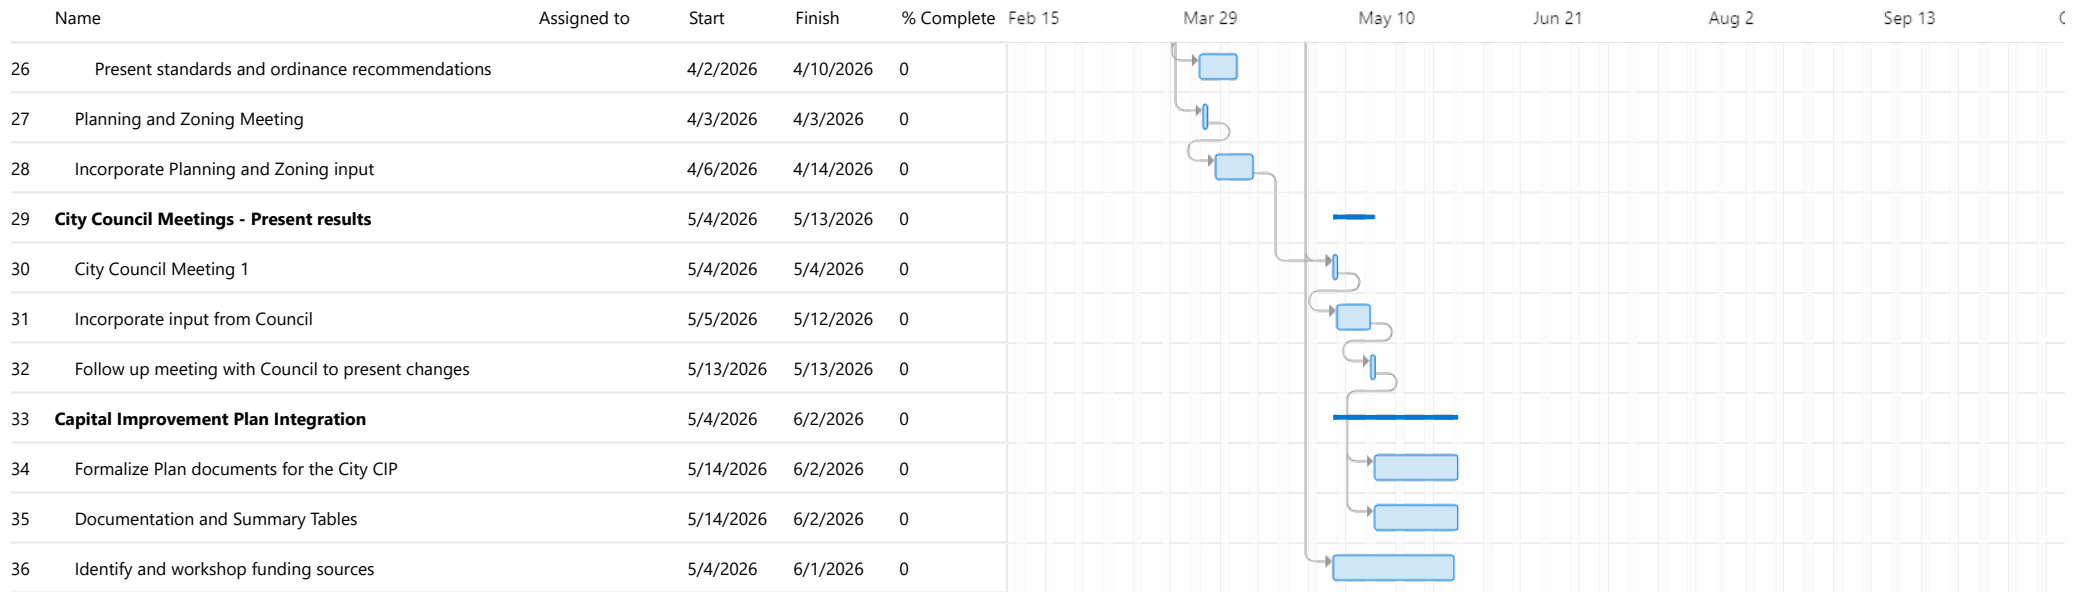 Name Assigned to Start Finish % Complete Feb 15 Mar 29 May 10 Jun 21 Aug 2 Sep 13
26 Present standards and ordinance recommendations 4/2/2026 4/10/2026 0
27 Planning and Zoning Meeting 4/3/2026 4/3/2026 0
28 Incorporate Planning and Zoning input 4/6/2026 4/14/2026 0
29 City Council Meetings - Present results 5/4/2026 5/13/2026 0
30 City Council Meeting 1 5/4/2026 5/4/2026 0
31 Incorporate input from Council 5/5/2026 5/12/2026 0
32 Follow up meeting with Council to present changes 5/13/2026 5/13/2026 0
33 Capital Improvement Plan Integration 5/4/2026 6/2/2026 0
34 Formalize Plan documents for the City CIP 5/14/2026 6/2/2026 0
35 Documentation and Summary Tables 5/14/2026 6/2/2026 0
36 Identify and workshop funding sources 5/4/2026 6/1/2026 0